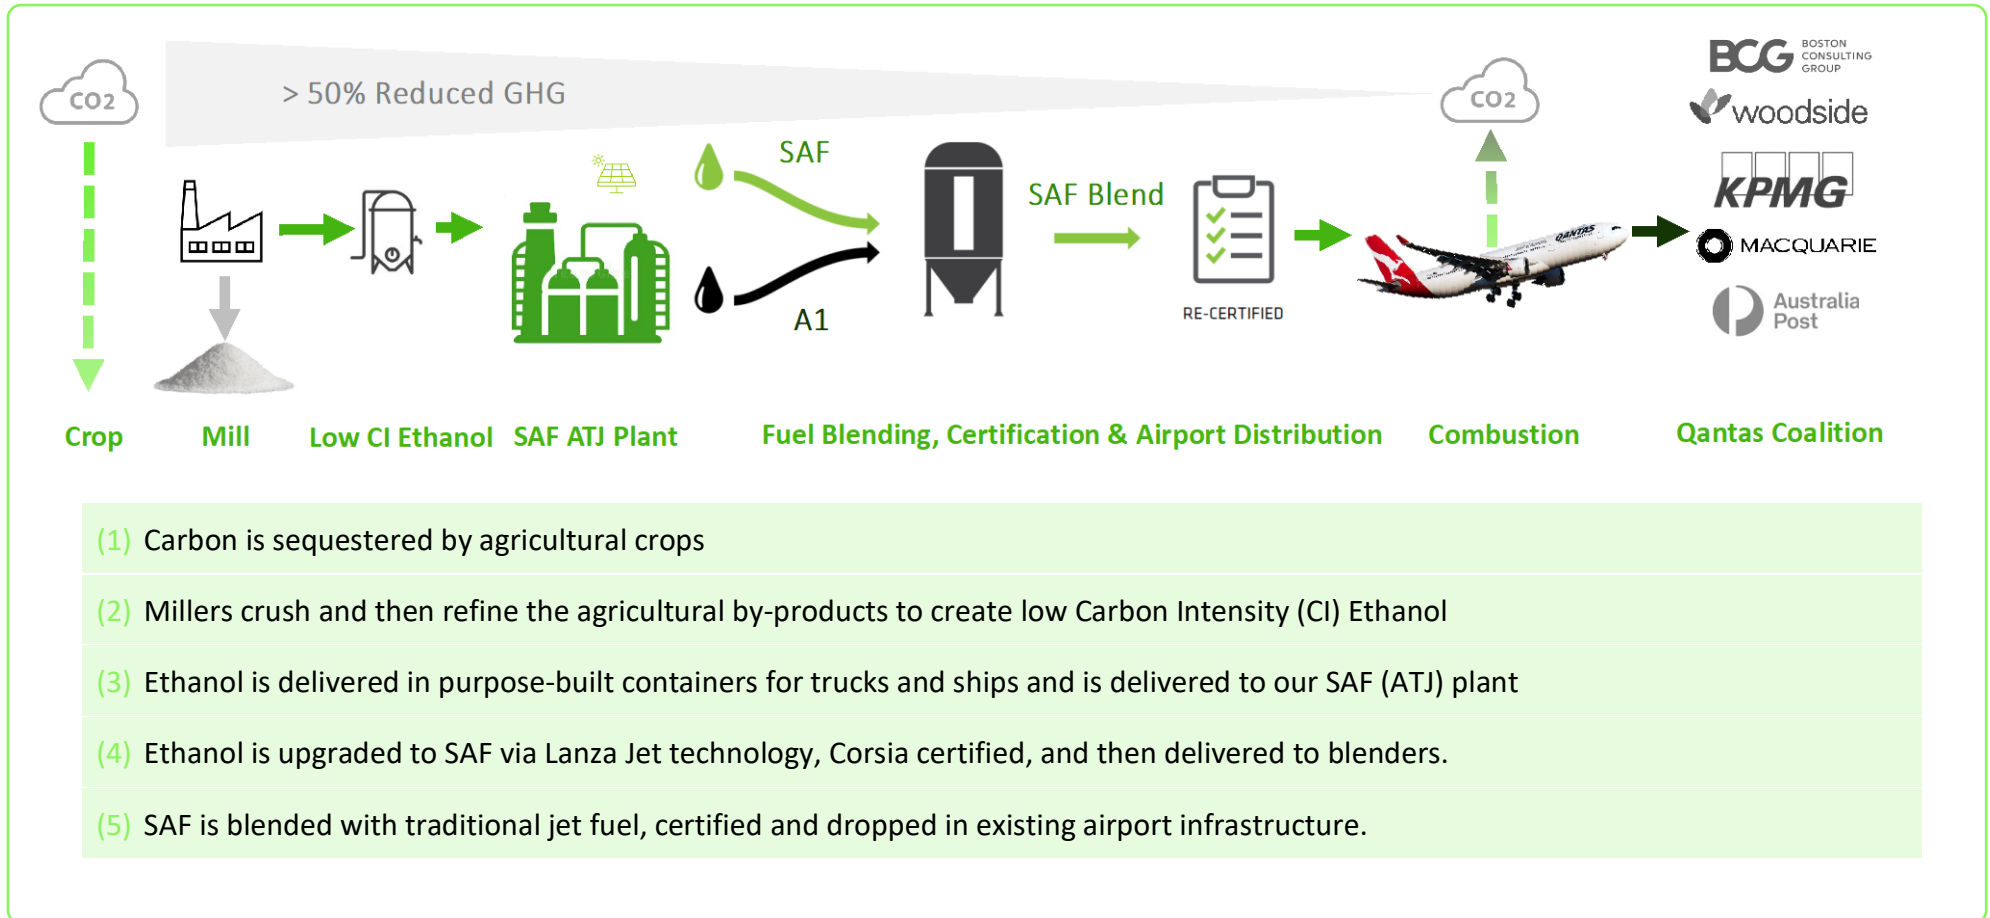 CO2
> 50% Reduced GHG
CO2
BCG BOSTON
CONSULTING
GROUP
woodside
SAF
SAF Blend
KPMG
QANTAS
MACQUARIE
A1
RE-CERTIFIED
Australia
Post
Crop
Mill
Low CI Ethanol
SAF ATJ Plant
Fuel Blending, Certification & Airport Distribution
Combustion
Qantas Coalition
(1) Carbon is sequestered by agricultural crops
(2) Millers crush and then refine the agricultural by-products to create low Carbon Intensity (CI) Ethanol
(3) Ethanol is delivered in purpose-built containers for trucks and ships and is delivered to our SAF (ATJ) plant
(4) Ethanol is upgraded to SAF via Lanza Jet technology, Corsia certified, and then delivered to blenders.
(5) SAF is blended with traditional jet fuel, certified and dropped in existing airport infrastructure.